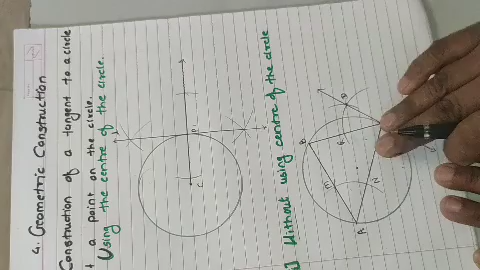 4. Geometric Construction
Construction of a tangent to a circle
t a point on the circle.
Using the centre of the circle.
C
Without using centre of the circle
B
M
N
A